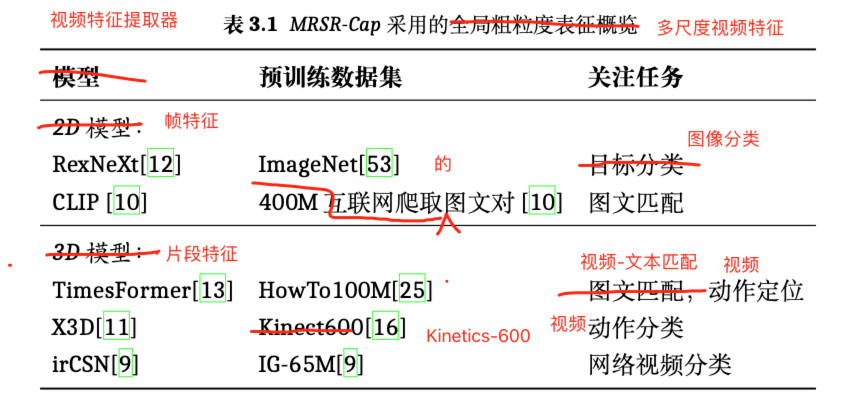 视频特征提取器
表 3.1 MRSR-Cap 采用的全局粗粒度表征概览 多尺度视频特征
模型 预训练数据集 关注任务
2D 模型： 帧特征
图像分类
RexNeXt[12] ImageNet[53] 的 目标分类
CLIP [10] 400M 互联网爬取图文对 [10] 图文匹配
3D 模型： 片段特征
视频-文本匹配 视频
TimesFormer[13] HowTo100M[25] 图文匹配，动作定位
X3D[11] Kinect600[16] Kinetics-600 视频动作分类
irCSN[9] IG-65M[9] 网络视频分类